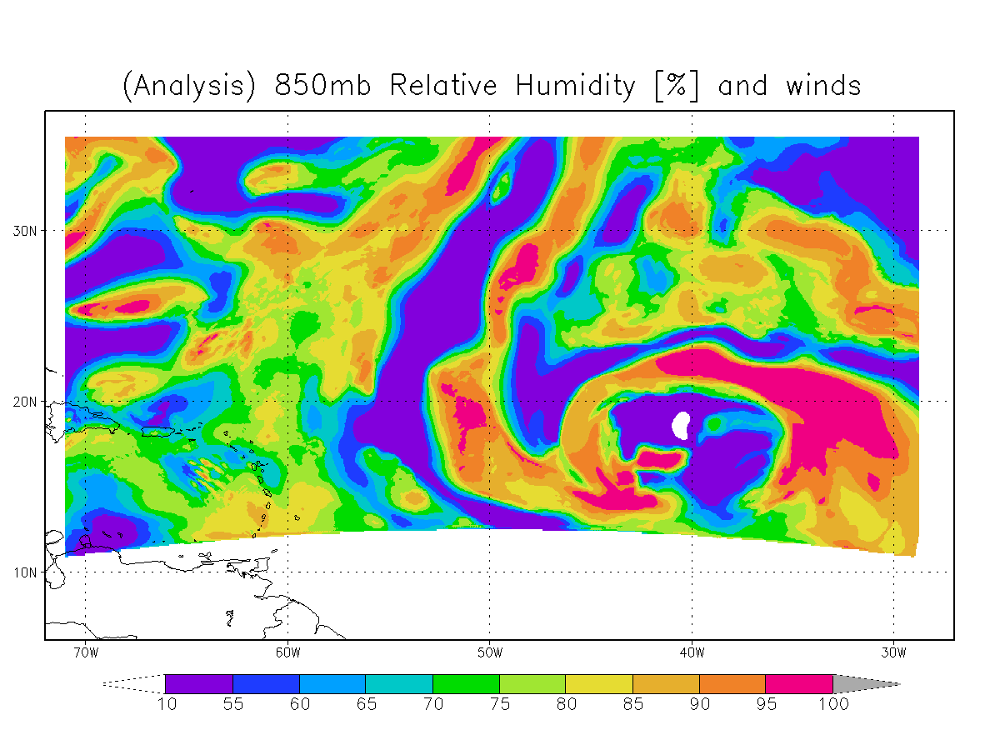 (Analysis) 850mb Relative Humidity [%] and winds
30N
20N
10N
70W 60W 50W 40W 30W
10 55 60 65 70 75 80 85 90 95 100